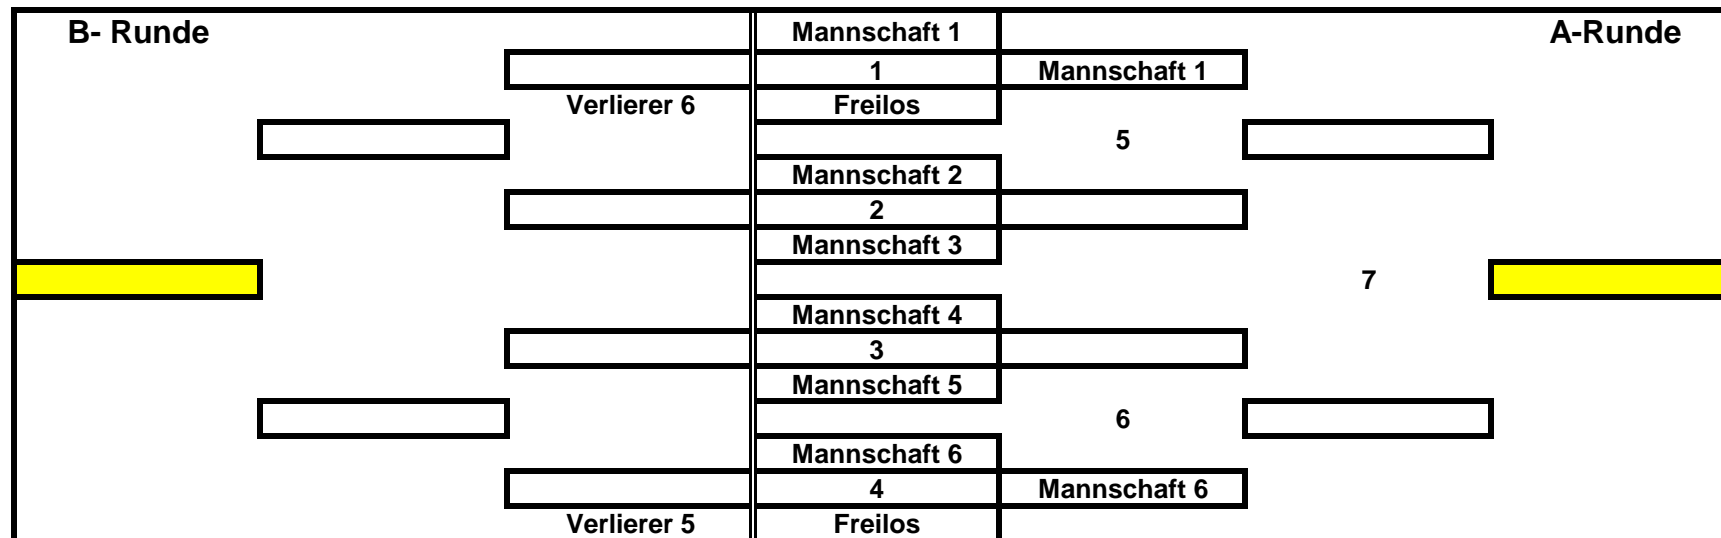 B- Runde Mannschaft 1 A-Runde
1 Mannschaft 1
Verlierer 6 Freilos
5
Mannschaft 2
2
Mannschaft 3
7
Mannschaft 4
3
Mannschaft 5
6
Mannschaft 6
4 Mannschaft 6
Verlierer 5 Freilos